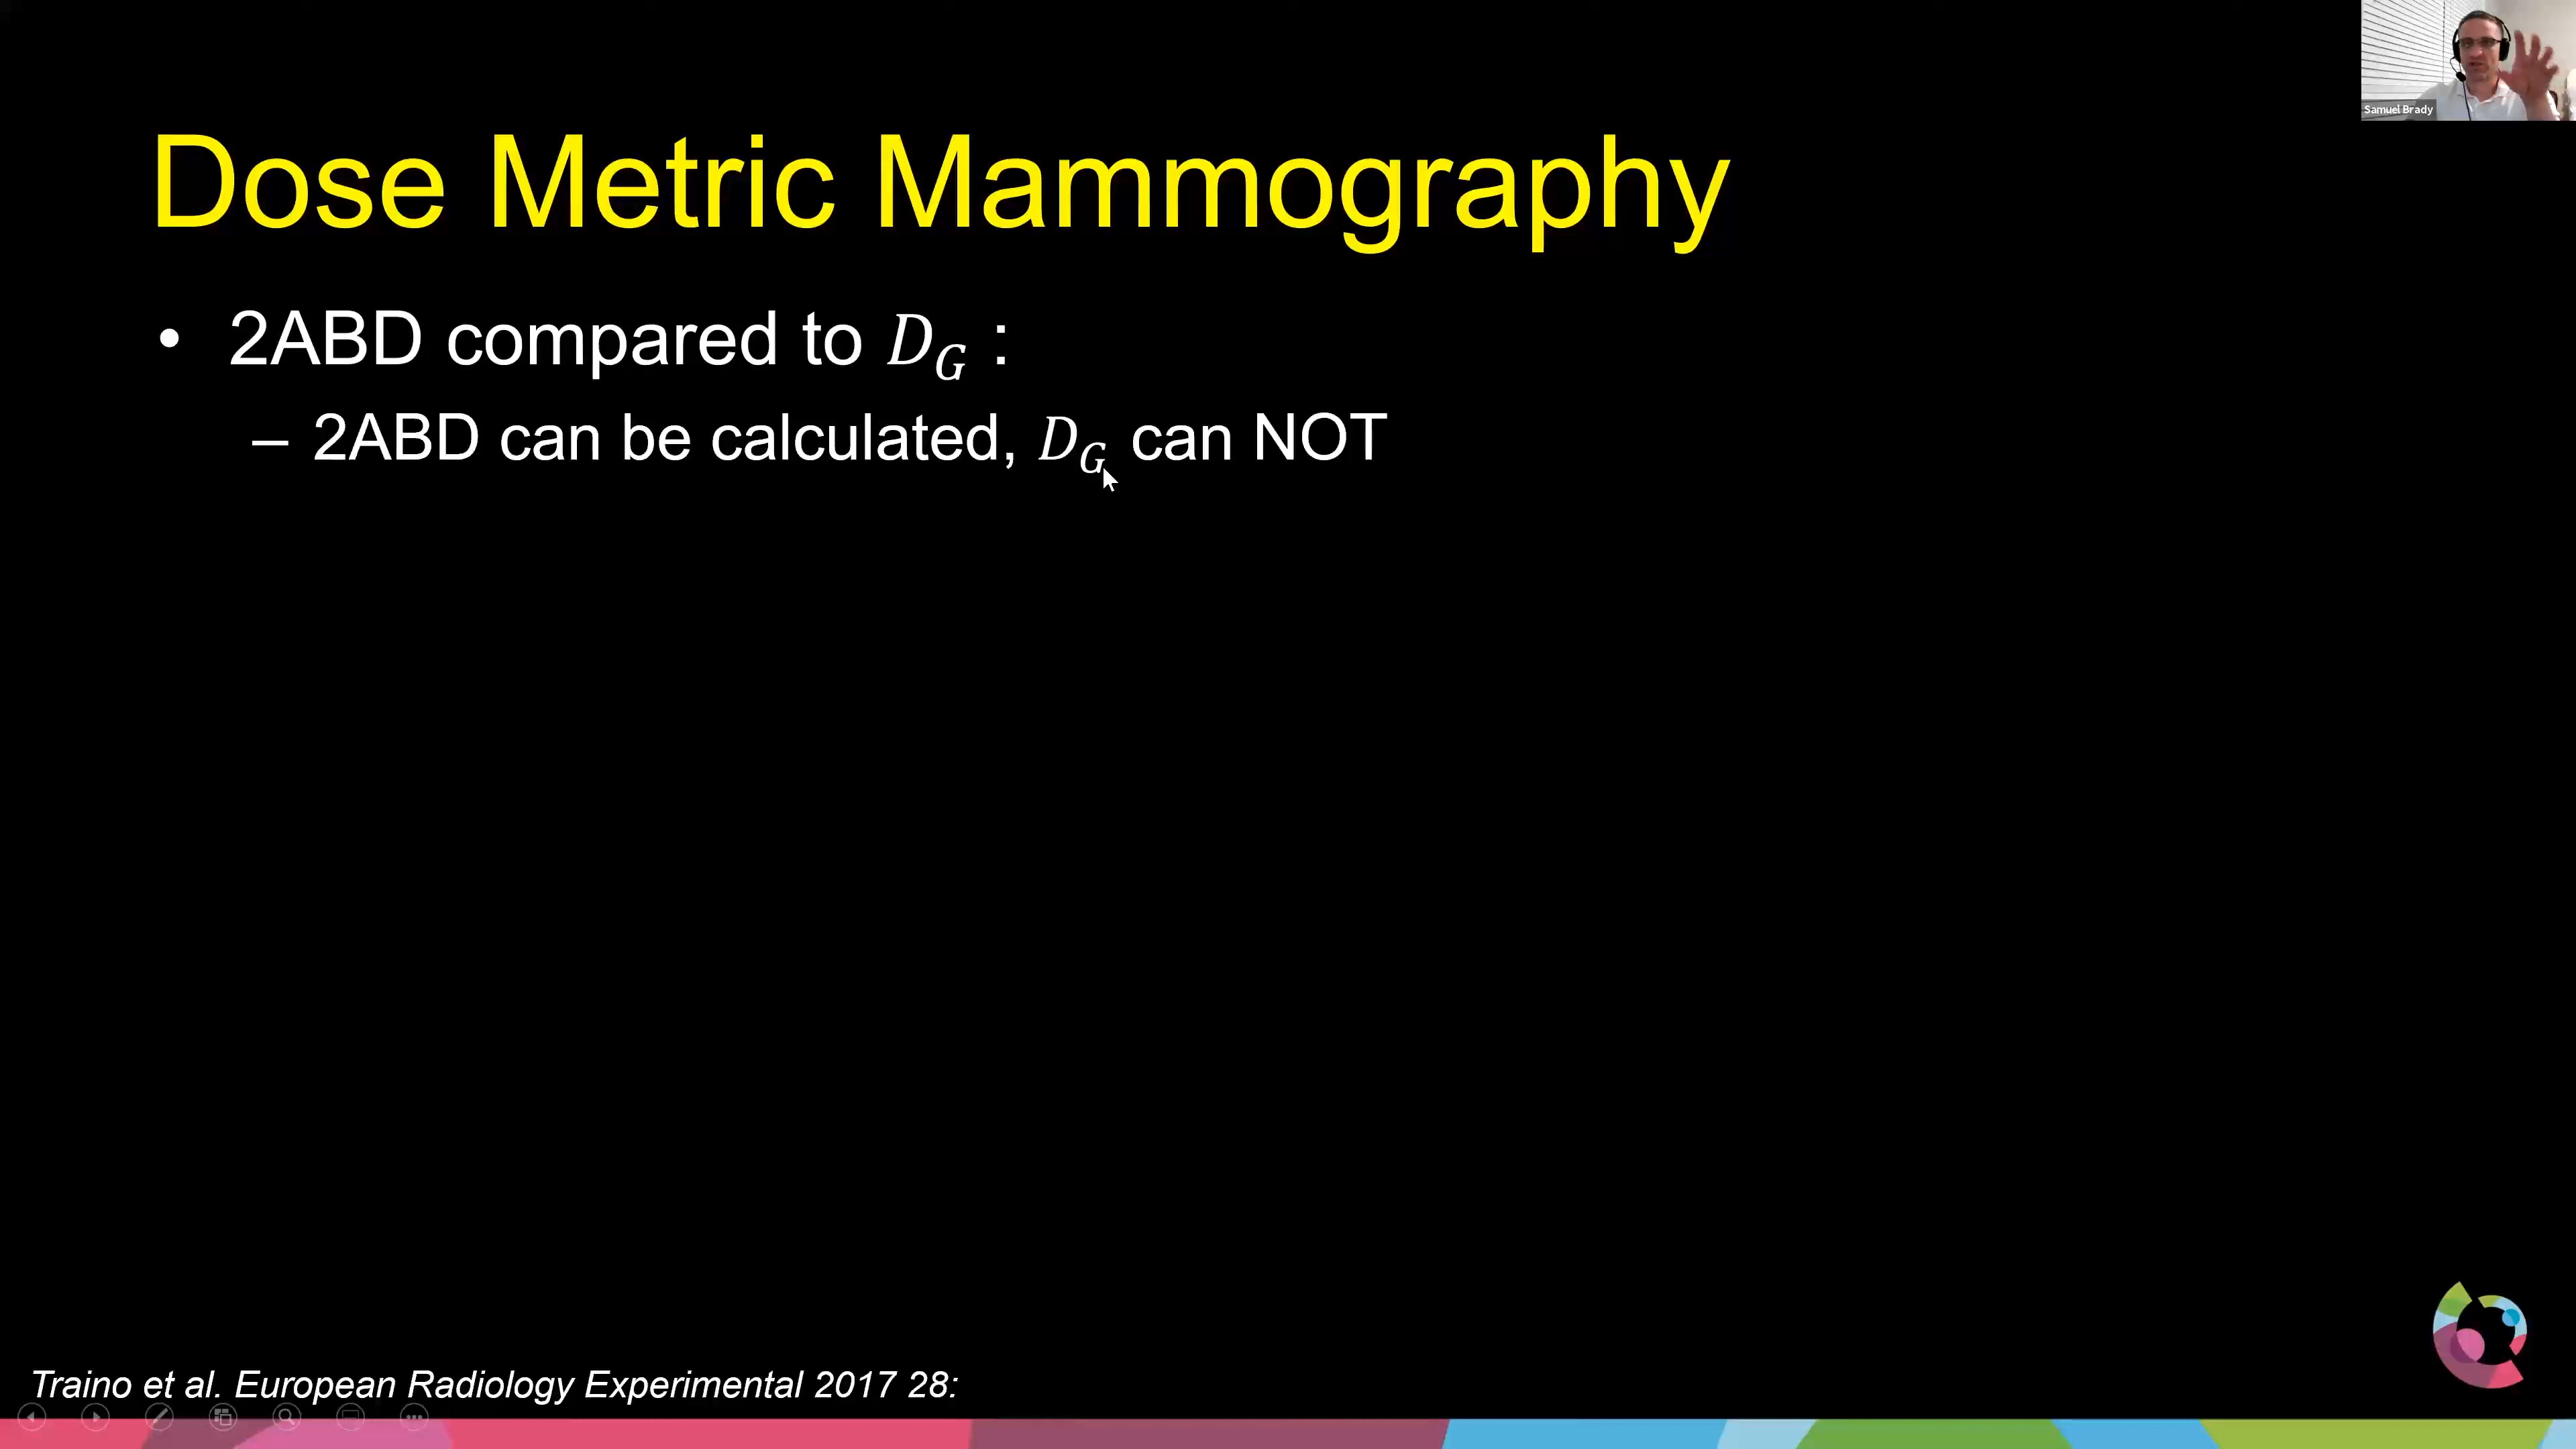 Samuel Brady
Dose Metric Mammography
• 2ABD compared to D_G :
– 2ABD can be calculated, D_G can NOT
Traino et al. European Radiology Experimental 2017 28: